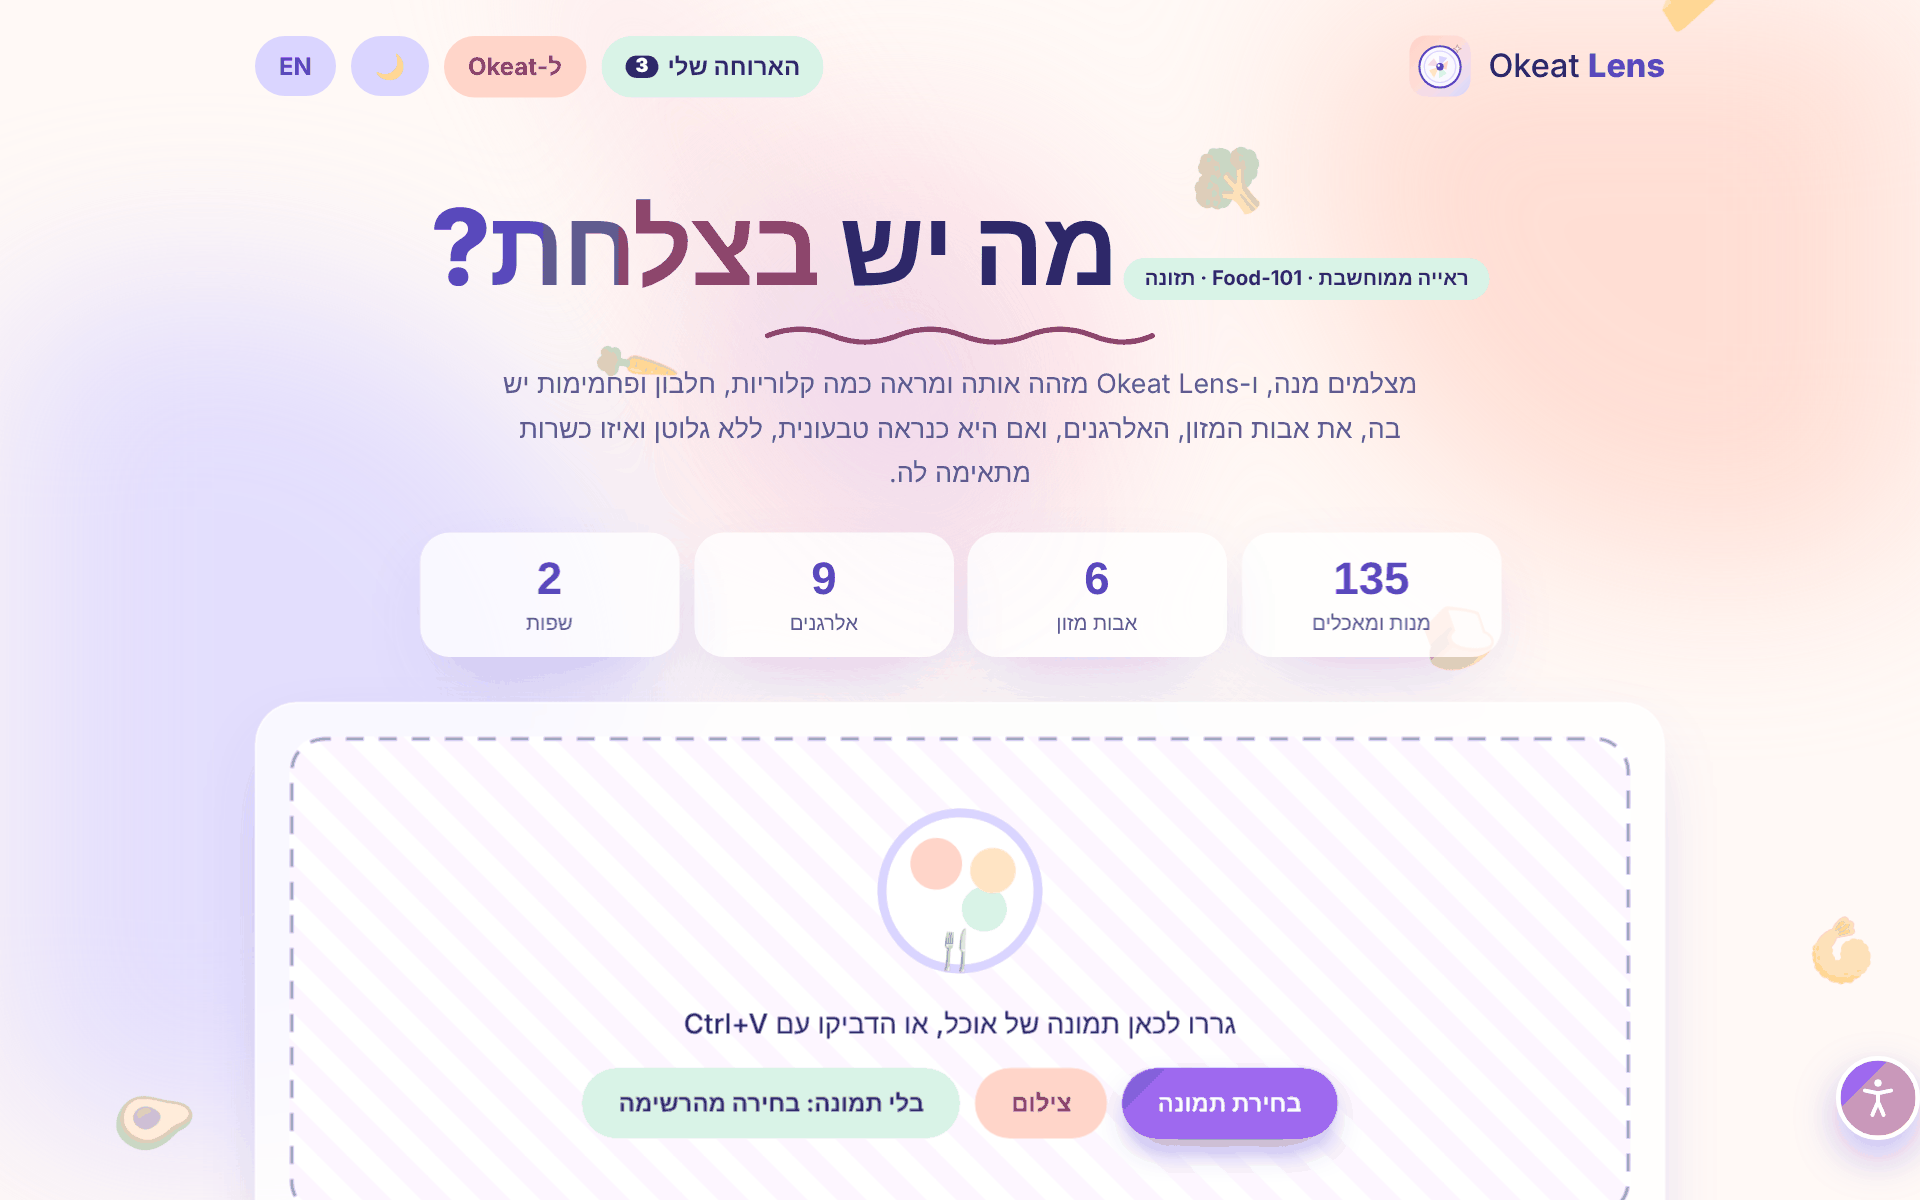 Okeat Lens
הארוחה שלי 3
ל-Okeat
EN
ראייה ממוחשבת · Food-101 · תזונה
מה יש בצלחת?
מצלמים מנה, ו-Okeat Lens מזהה אותה ומראה כמה קלוריות, חלבון ופחמימות יש
בה, את אבות המזון, האלרגנים, ואם היא כנראה טבעונית, ללא גלוטן ואיזו כשרות
מתאימה לה.
135
מנות ומאכלים
6
אבות מזון
9
אלרגנים
2
שפות
גררו לכאן תמונה של אוכל, או הדביקו עם Ctrl+V
בחירת תמונה
צילום
בלי תמונה: בחירה מהרשימה